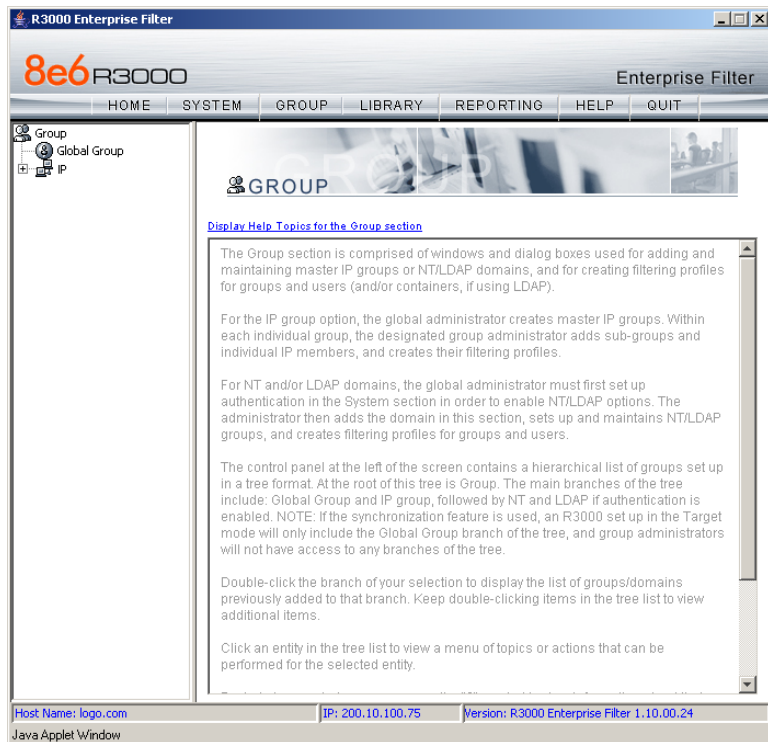 R3000 Enterprise Filter
8e6 R3000
Enterprise Filter
HOME SYSTEM GROUP LIBRARY REPORTING HELP QUIT
Group
Global Group
IP
GROUP
GROUP
Display Help Topics for the Group section
The Group section is comprised of windows and dialog boxes used for adding and
maintaining master IP groups or NT/LDAP domains, and for creating filtering profiles
for groups and users (and/or containers, if using LDAP).
For the IP group option, the global administrator creates master IP groups. Within
each individual group, the designated group administrator adds sub-groups and
individual IP members, and creates their filtering profiles.
For NT and/or LDAP domains, the global administrator must first set up
authentication in the System section in order to enable NT/LDAP options. The
administrator then adds the domain in this section, sets up and maintains NT/LDAP
groups, and creates filtering profiles for groups and users.
The control panel at the left of the screen contains a hierarchical list of groups set up
in a tree format. At the root of this tree is Group. The main branches of the tree
include: Global Group and IP group, followed by NT and LDAP if authentication is
enabled. NOTE: If the synchronization feature is used, an R3000 set up in the Target
mode will only include the Global Group branch of the tree, and group administrators
will not have access to any branches of the tree.
Double-click the branch of your selection to display the list of groups/domains
previously added to that branch. Keep double-clicking items in the tree list to view
additional items.
Click an entity in the tree list to view a menu of topics or actions that can be
performed for the selected entity.
Host Name: logo.com IP: 200.10.100.75 Version: R3000 Enterprise Filter 1.10.00.24
Java Applet Window